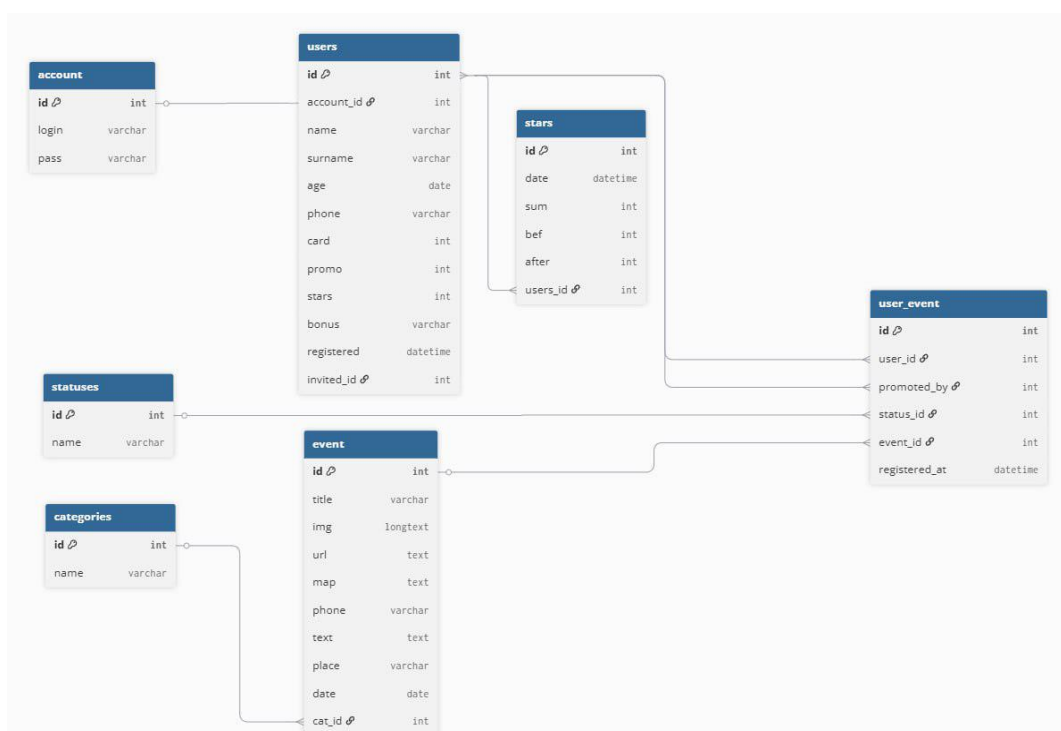 account
id int
login varchar
pass varchar
users
id int
account_id int
name varchar
surname varchar
age date
phone varchar
card int
promo int
stars int
bonus varchar
registered datetime
invited_id int
stars
id int
date datetime
sum int
bef int
after int
users_id int
user_event
id int
user_id int
promoted_by int
status_id int
event_id int
registered_at datetime
statuses
id int
name varchar
categories
id int
name varchar
event
id int
title varchar
img longtext
url text
map text
phone varchar
text text
place varchar
date date
cat_id int